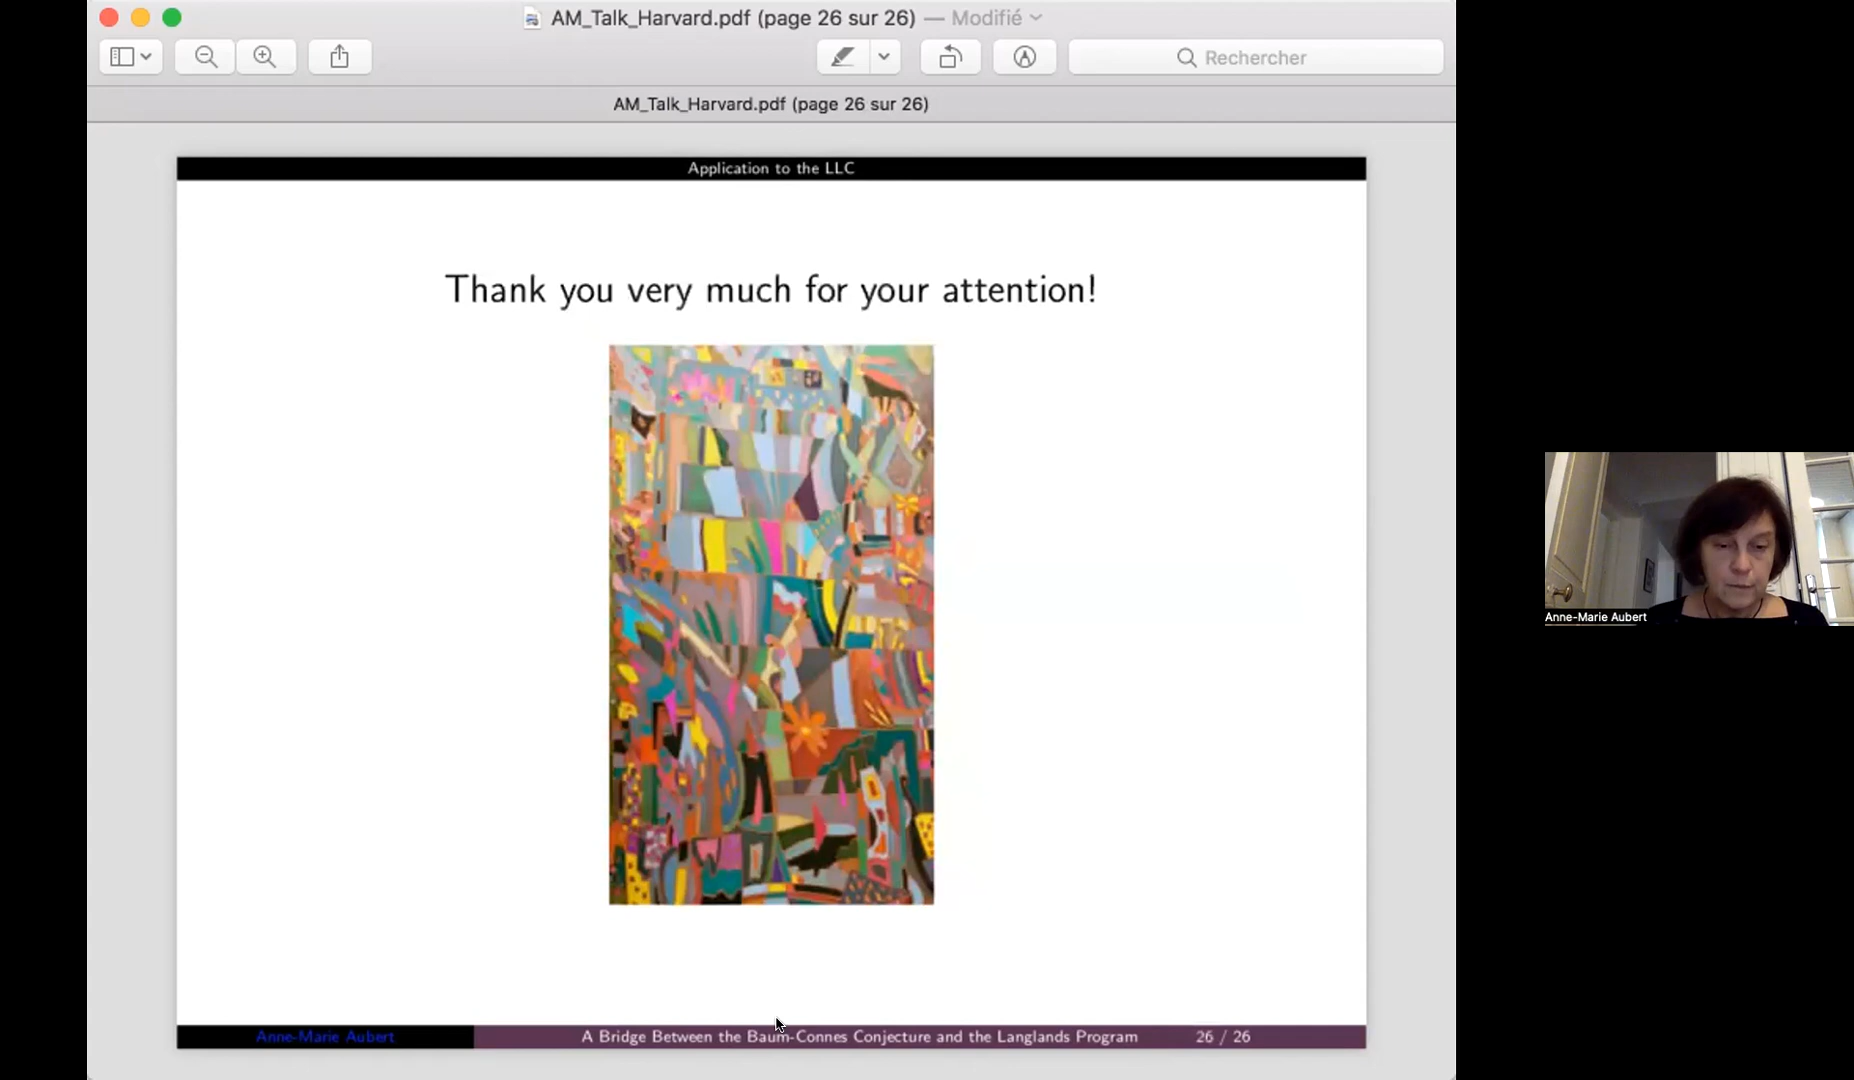 AM_Talk_Harvard.pdf (page 26 sur 26) — Modifié
Rechercher
AM_Talk_Harvard.pdf (page 26 sur 26)
Application to the LLC
Thank you very much for your attention!
Anne-Marie Aubert
Anne-Marie Aubert
A Bridge Between the Baum-Connes Conjecture and the Langlands Program
26 / 26